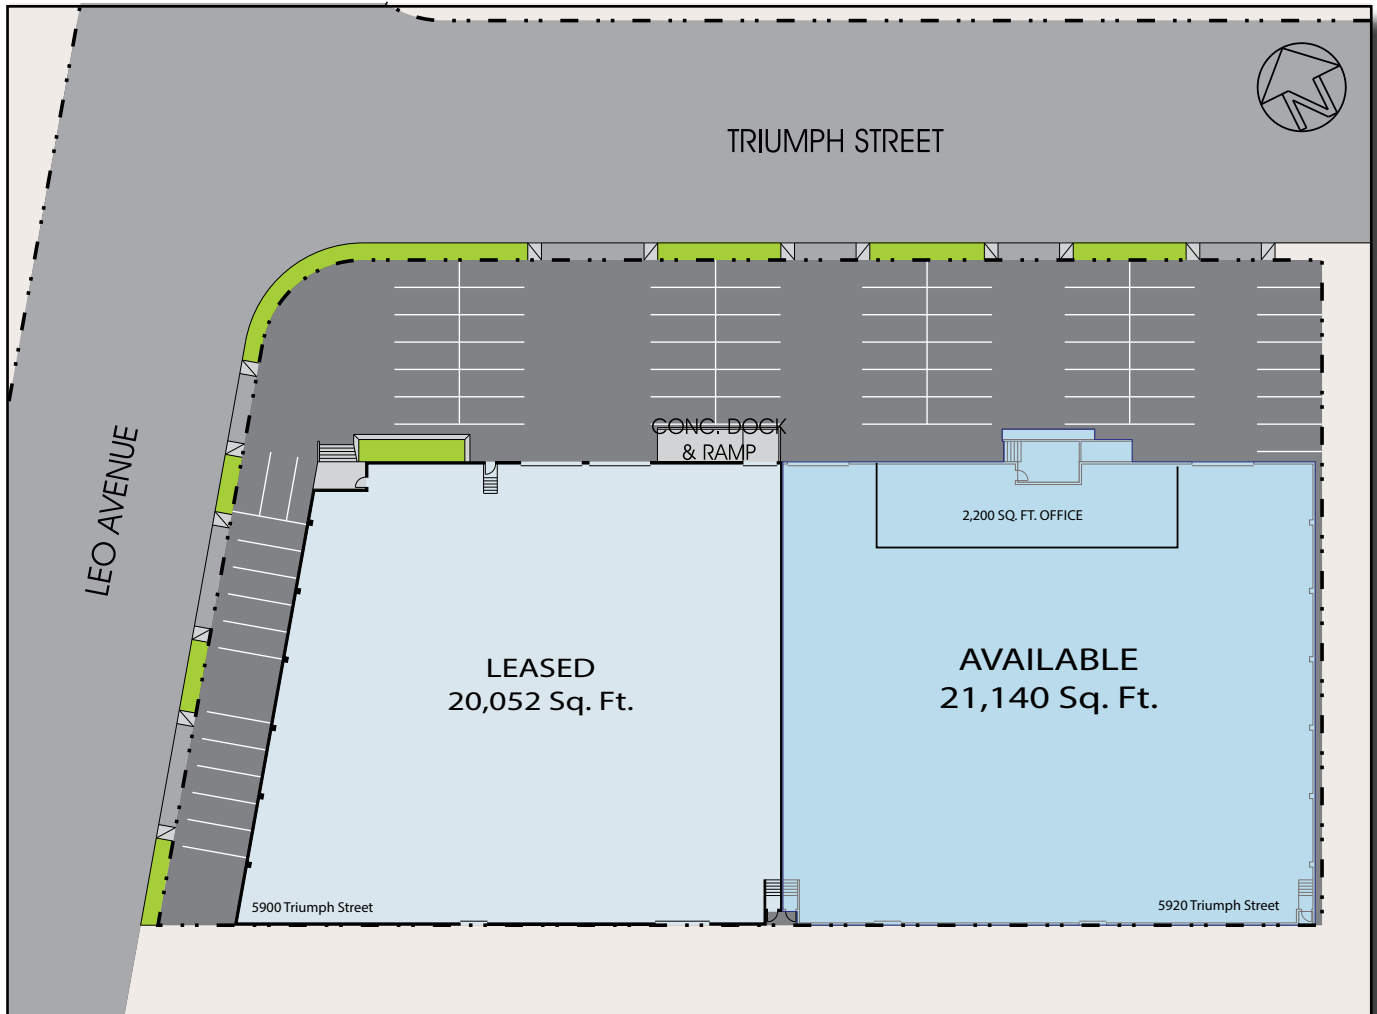 N
TRIUMPH STREET
LEO AVENUE
CONC. DOCK
& RAMP
2,200 SQ. FT. OFFICE
LEASED
20,052 Sq. Ft.
AVAILABLE
21,140 Sq. Ft.
5900 Triumph Street
5920 Triumph Street